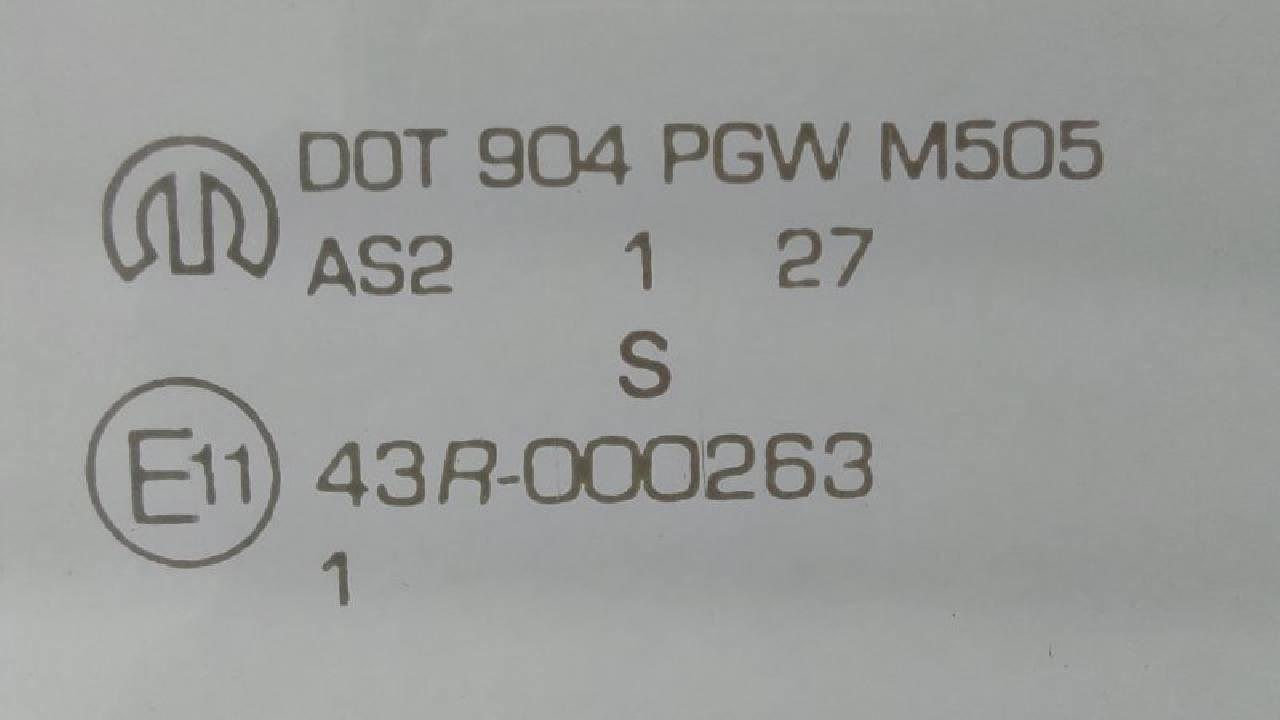 DOT 904 PGW M505
AS2 1 27
S
E11 43R-000263
1